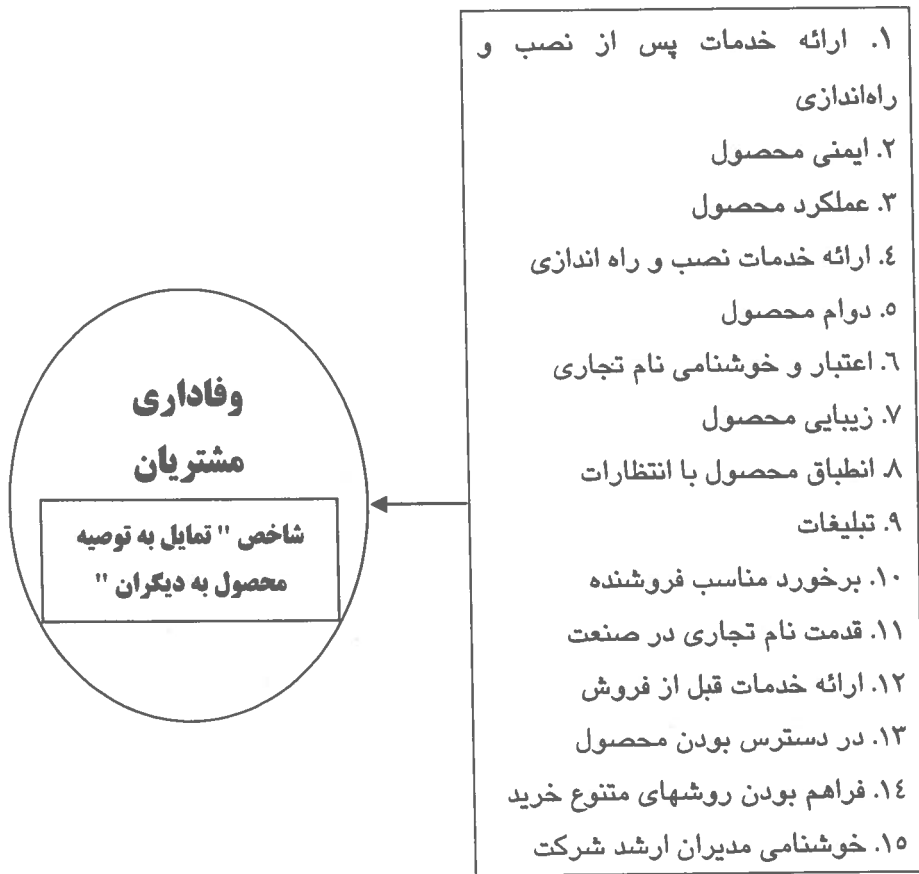 ۱. ارائه خدمات پس از نصب و
راه‌اندازی
۲. ایمنی محصول
۳. عملکرد محصول
٤. ارائه خدمات نصب و راه اندازی
٥. دوام محصول
٦. اعتبار و خوشنامی نام تجاری
۷. زیبایی محصول
۸. انطباق محصول با انتظارات
۹. تبلیغات
۱۰. برخورد مناسب فروشنده
۱۱. قدمت نام تجاری در صنعت
۱۲. ارائه خدمات قبل از فروش
۱۳. در دسترس بودن محصول
۱٤. فراهم بودن روشهای متنوع خرید
۱٥. خوشنامی مدیران ارشد شرکت
وفاداری
مشتریان
شاخص " تمایل به توصیه
محصول به دیگران "